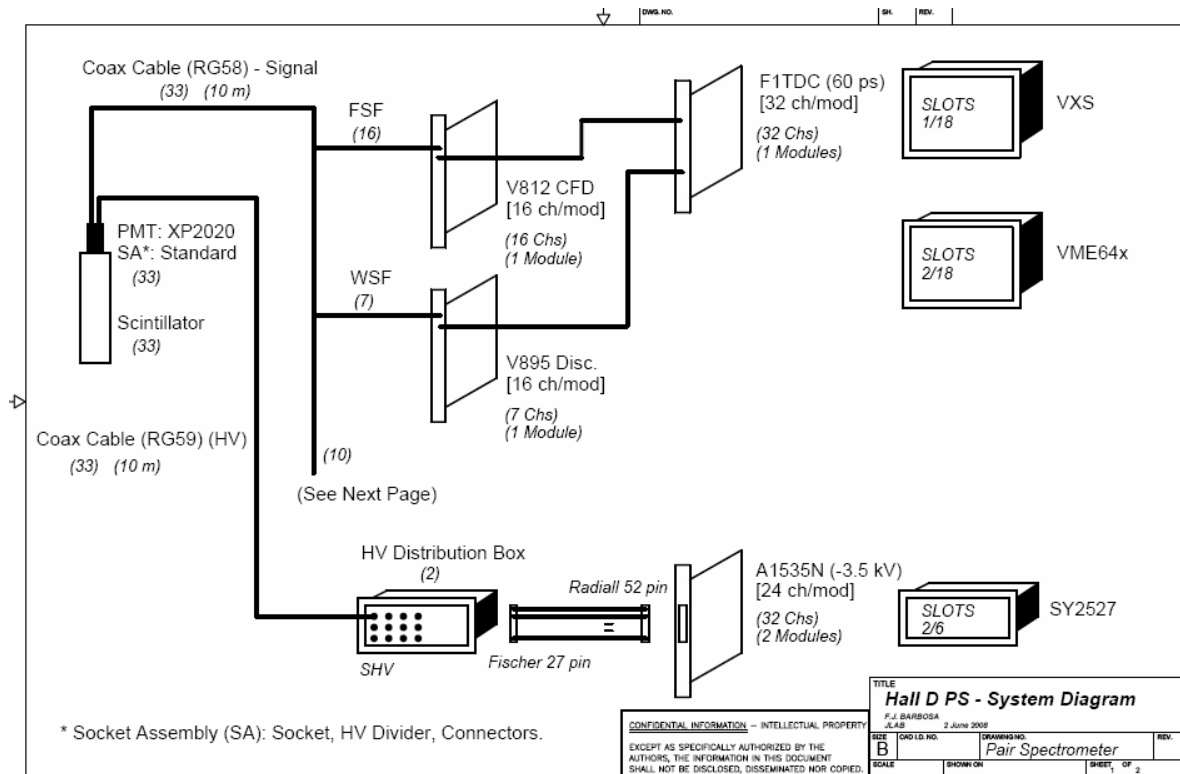 DWG. NO.
SH.
REV.
Coax Cable (RG58) - Signal
(33) (10 m)
FSF
(16)
F1TDC (60 ps)
[32 ch/mod]
(32 Chs)
(1 Modules)
SLOTS
1/18
VXS
V812 CFD
[16 ch/mod]
(16 Chs)
(1 Module)
PMT: XP2020
SA*: Standard
(33)
Scintillator
(33)
WSF
(7)
SLOTS
2/18
VME64x
V895 Disc.
[16 ch/mod]
(7 Chs)
(1 Module)
Coax Cable (RG59) (HV)
(33) (10 m)
(10)
(See Next Page)
HV Distribution Box
(2)
SHV
Radiall 52 pin
Fischer 27 pin
A1535N (-3.5 kV)
[24 ch/mod]
(32 Chs)
(2 Modules)
SLOTS
2/6
SY2527
* Socket Assembly (SA): Socket, HV Divider, Connectors.
CONFIDENTIAL INFORMATION – INTELLECTUAL PROPERTY
EXCEPT AS SPECIFICALLY AUTHORIZED BY THE
AUTHORS, THE INFORMATION IN THIS DOCUMENT
SHALL NOT BE DISCLOSED, DISSEMINATED NOR COPIED.
TITLE
Hall D PS - System Diagram
F.J. BARBOSA
JLAB 2 June 2008
SIZE
B
CAD I.D. NO.
DRAWING NO.
Pair Spectrometer
REV.
SCALE
SHOWN ON
SHEET 1 OF 2